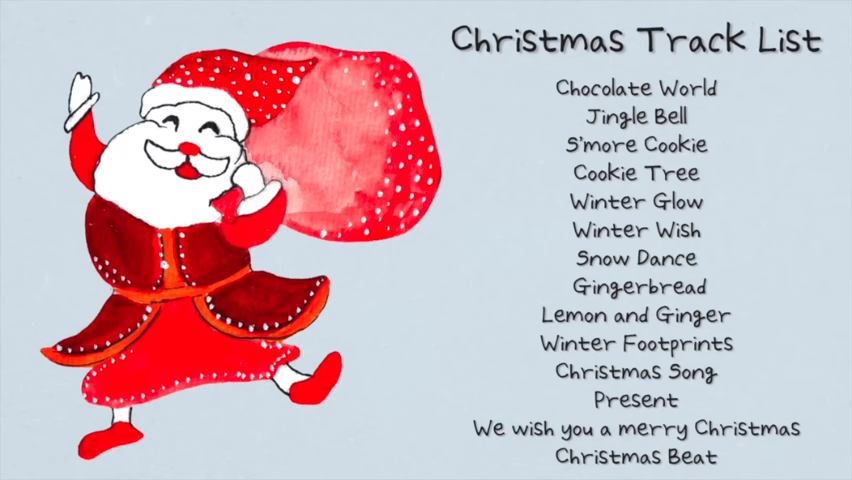 Christmas Track List
Chocolate World
Jingle Bell
S'more Cookie
Cookie Tree
Winter Glow
Winter Wish
Snow Dance
Gingerbread
Lemon and Ginger
Winter Footprints
Christmas Song
Present
We wish you a merry Christmas
Christmas Beat